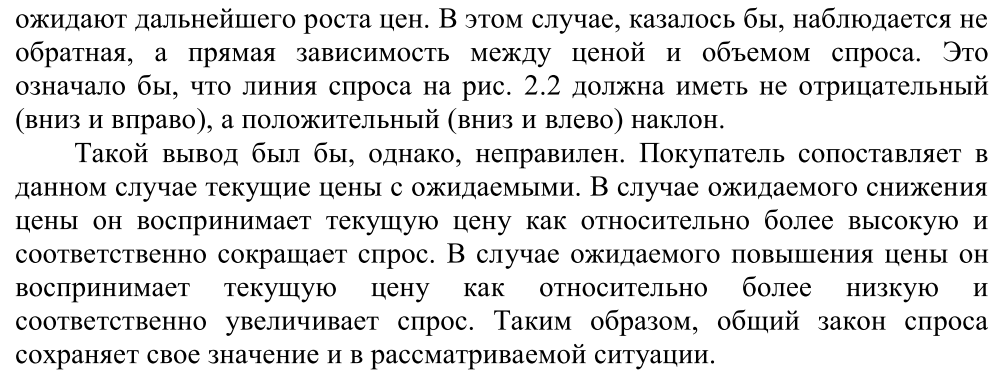 ожидают дальнейшего роста цен. В этом случае, казалось бы, наблюдается не
обратная, а прямая зависимость между ценой и объемом спроса. Это
означало бы, что линия спроса на рис. 2.2 должна иметь не отрицательный
(вниз и вправо), а положительный (вниз и влево) наклон.
Такой вывод был бы, однако, неправилен. Покупатель сопоставляет в
данном случае текущие цены с ожидаемыми. В случае ожидаемого снижения
цены он воспринимает текущую цену как относительно более высокую и
соответственно сокращает спрос. В случае ожидаемого повышения цены он
воспринимает текущую цену как относительно более низкую и
соответственно увеличивает спрос. Таким образом, общий закон спроса
сохраняет свое значение и в рассматриваемой ситуации.